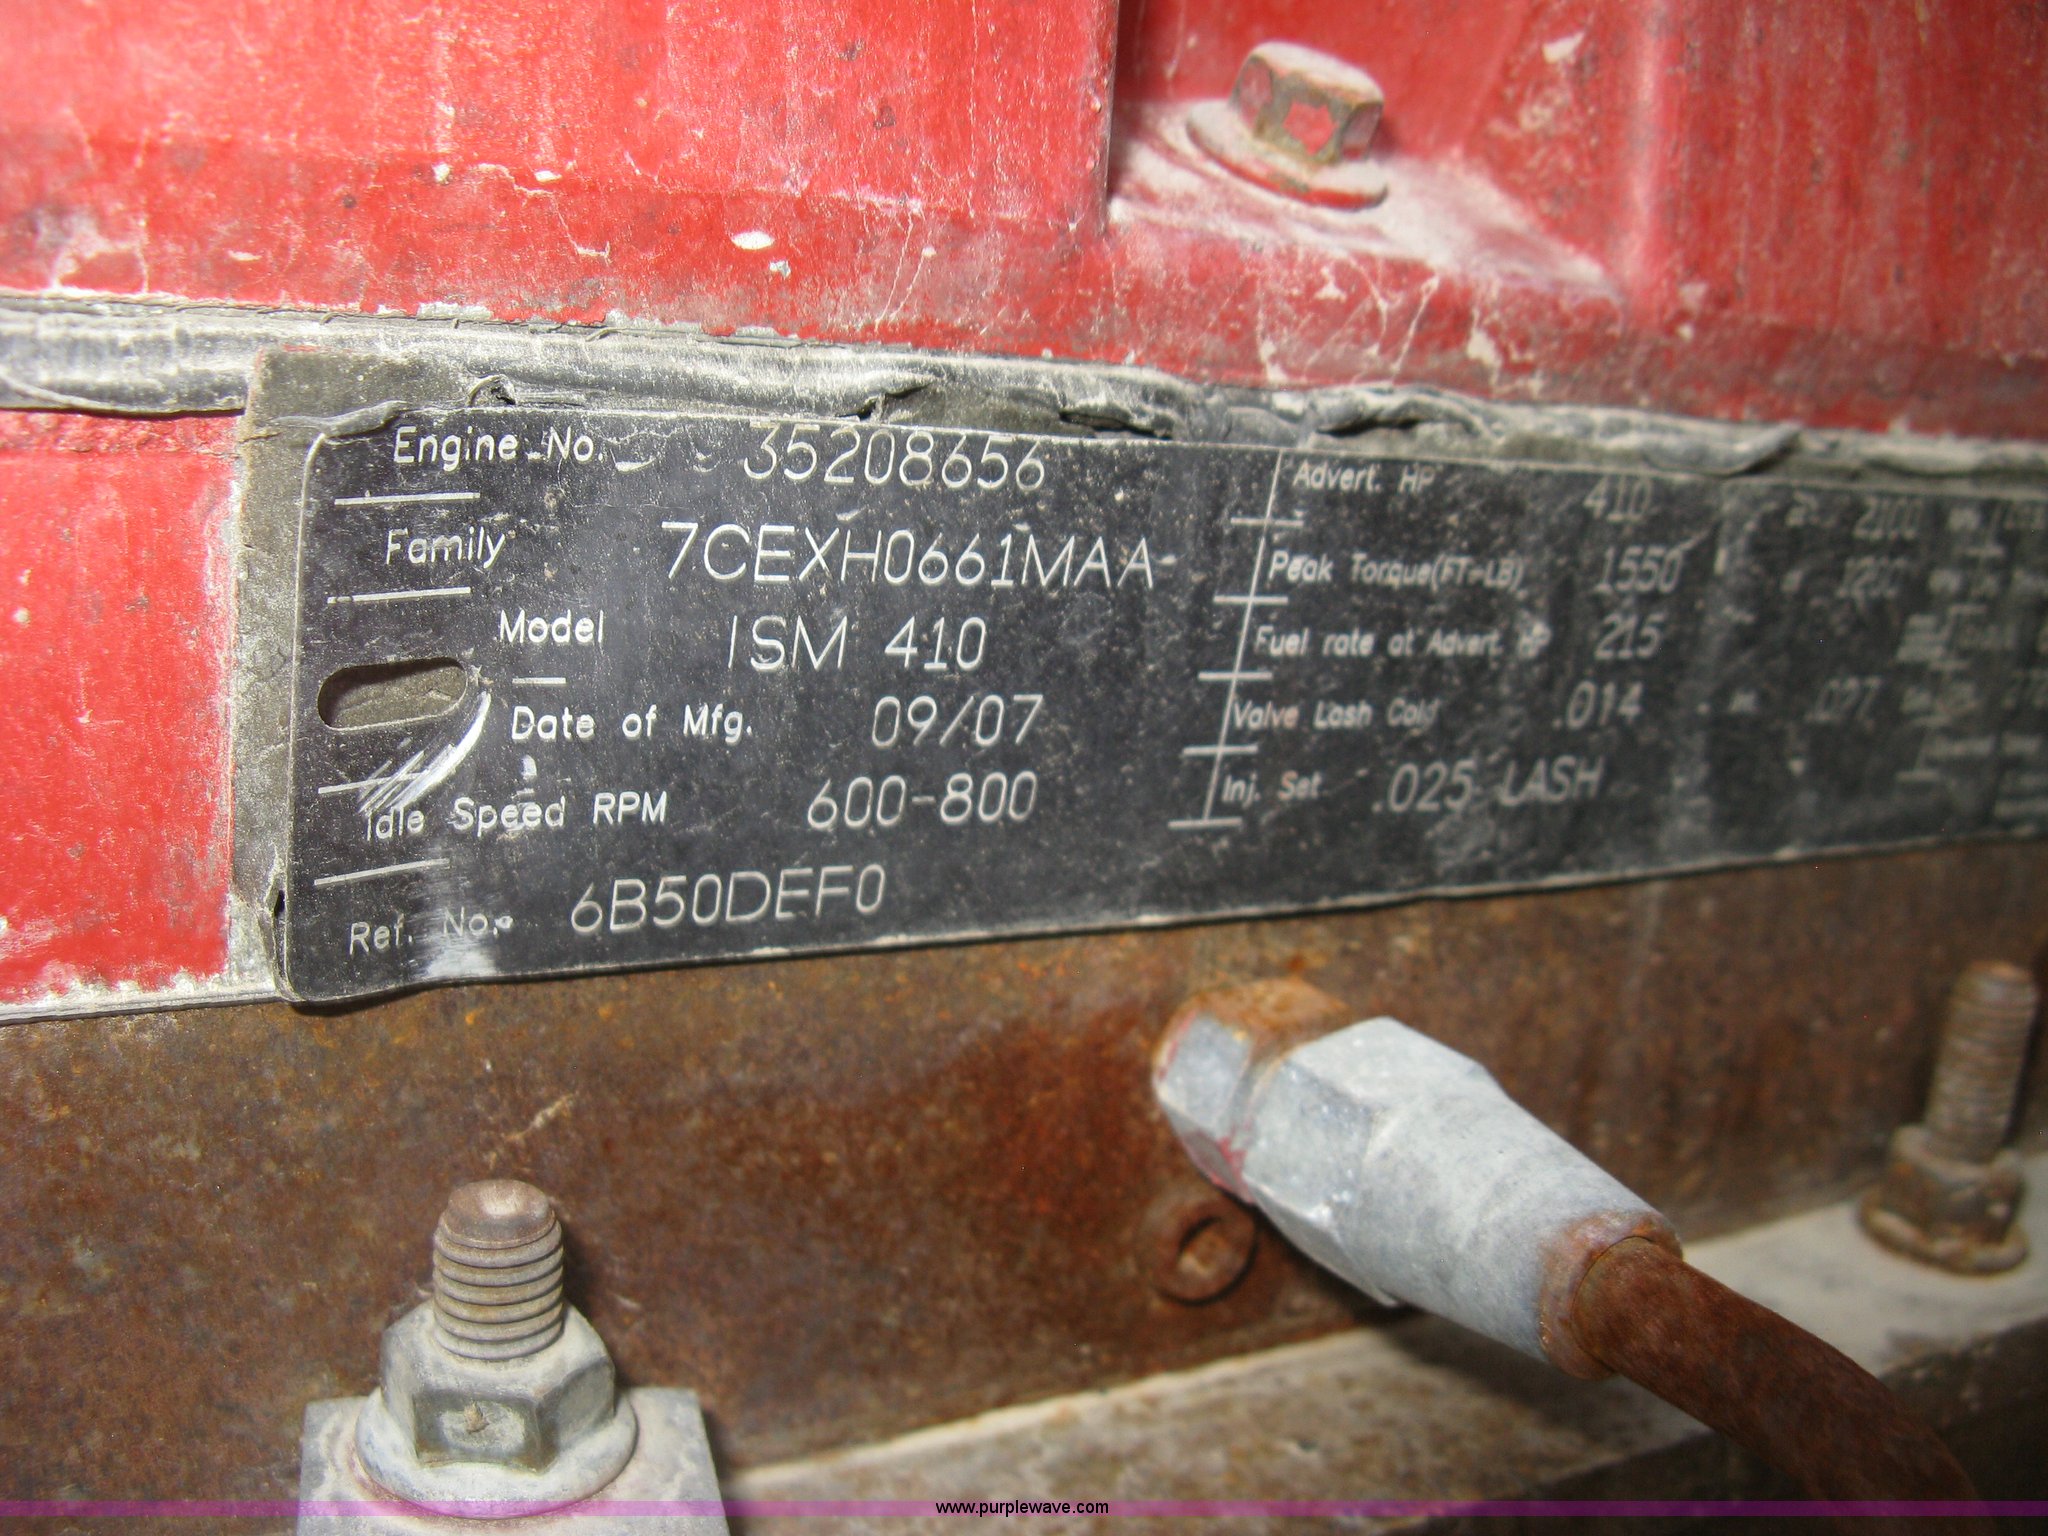 Engine No. 35208656
Family 7CEXH0661MAA
Model ISM 410
Date of Mfg. 09/07
Idle Speed RPM 600-800
Ref. No. 6B50DEF0
Advert. HP 410 2100
Peak Torque(FT-LB) 1550 1200
Fuel rate at Advert. HP 215
Valve Lash Cold .014 .027
Inj. Set .025 LASH
www.purplewave.com